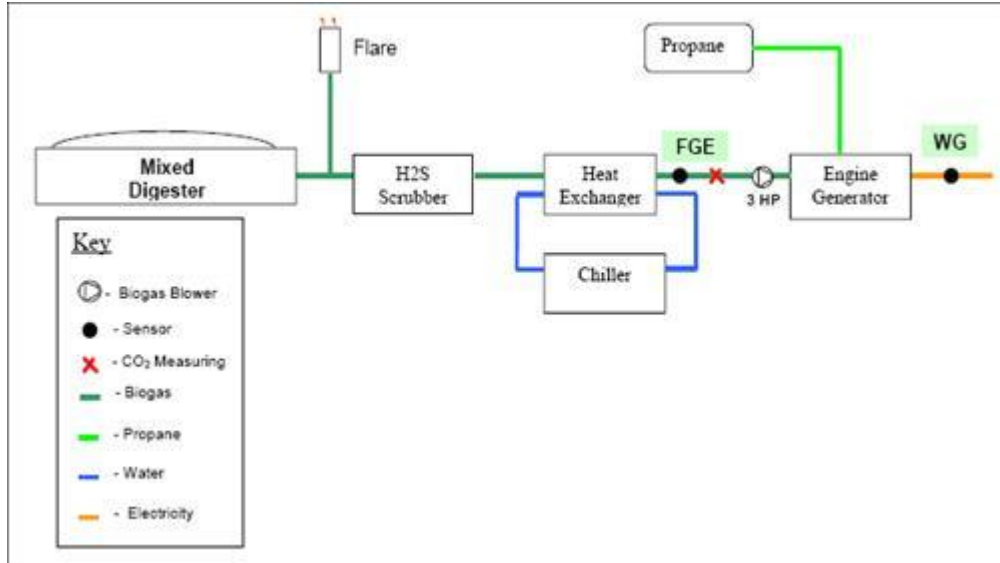 Flare
Propane
Mixed
Digester
H2S
Scrubber
Heat
Exchanger
FGE
3 HP
Engine
Generator
WG
Chiller
Key
- Biogas Blower
- Sensor
- CO₂ Measuring
- Biogas
- Propane
- Water
- Electricity